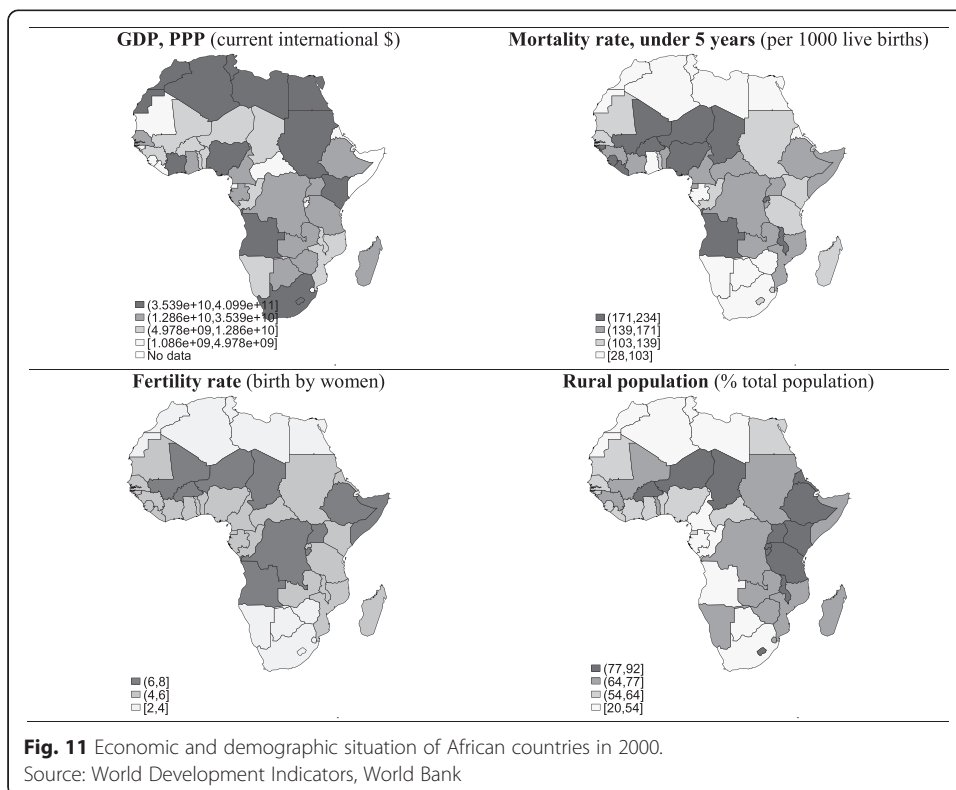 GDP, PPP (current international $)
(3.539e+10,4.099e+11]
(1.286e+10,3.539e+10]
(4.978e+09,1.286e+10]
[1.086e+09,4.978e+09]
No data
Mortality rate, under 5 years (per 1000 live births)
(171,234]
(139,171]
(103,139]
[28,103]
Fertility rate (birth by women)
(6,8]
(4,6]
[2,4]
Rural population (% total population)
(77,92]
(64,77]
(54,64]
[20,54]
Fig. 11 Economic and demographic situation of African countries in 2000.
Source: World Development Indicators, World Bank